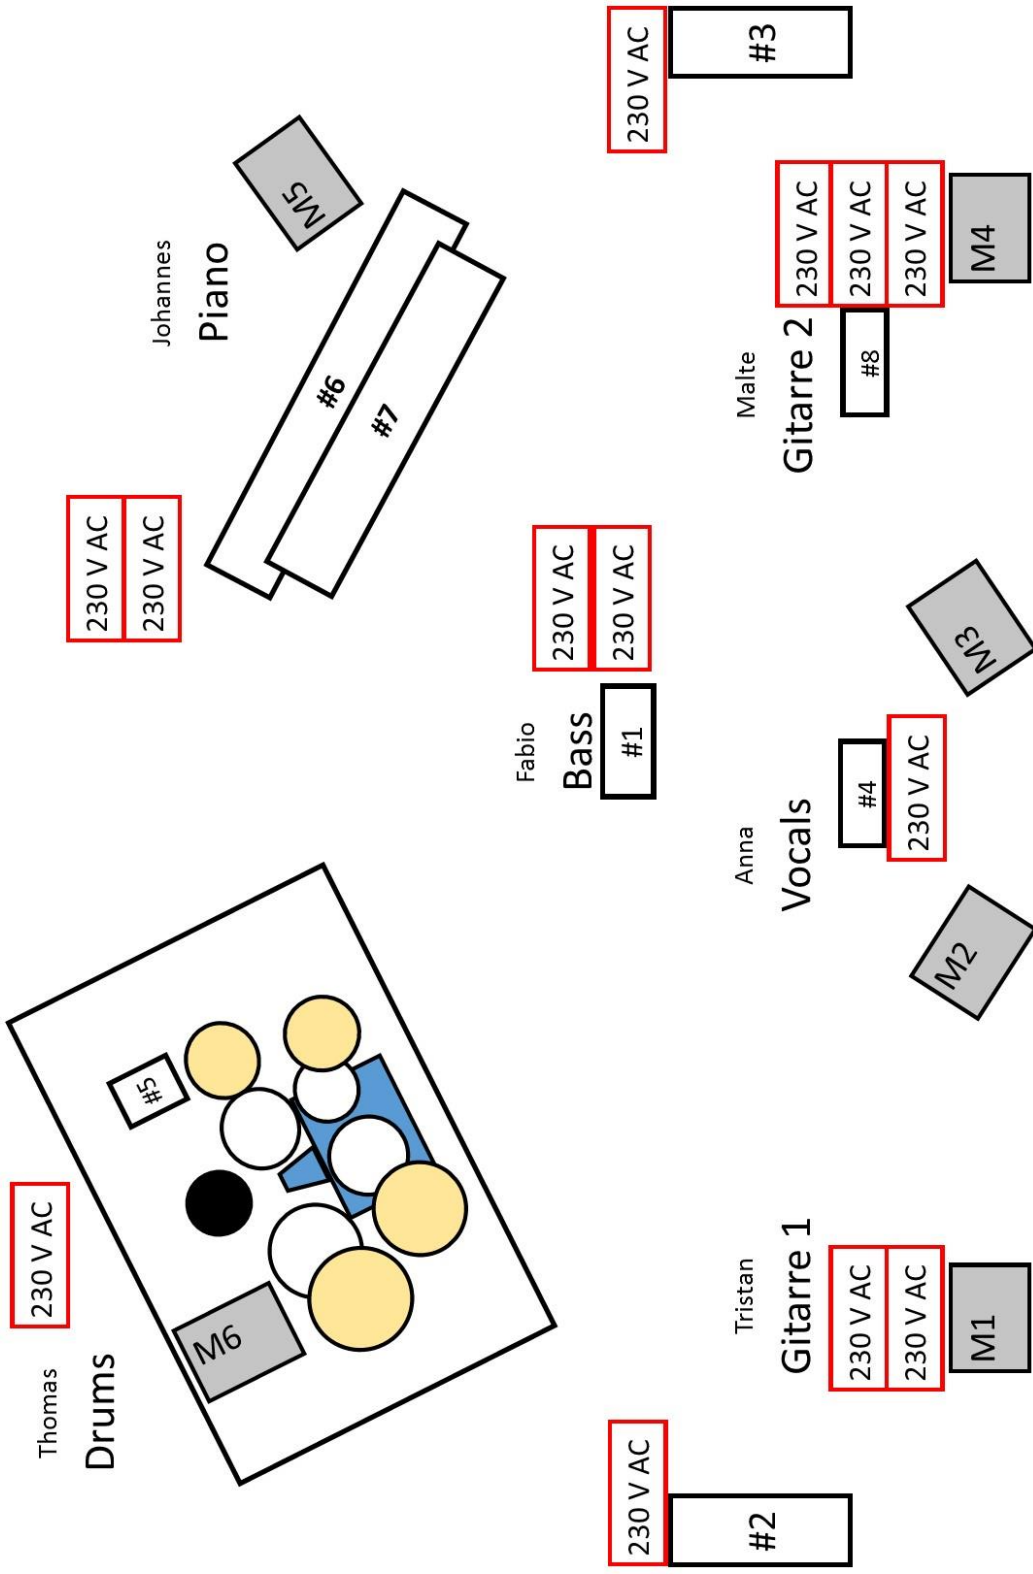 Thomas
Drums
230 V AC
M6
#5
230 V AC
230 V AC
Johannes
Piano
M5
#6
#7
Fabio
Bass
#1
230 V AC
230 V AC
230 V AC
#2
Tristan
Gitarre 1
230 V AC
230 V AC
M1
Anna
Vocals
#4
230 V AC
M2
M3
Malte
Gitarre 2
#8
230 V AC
230 V AC
230 V AC
M4
230 V AC
#3